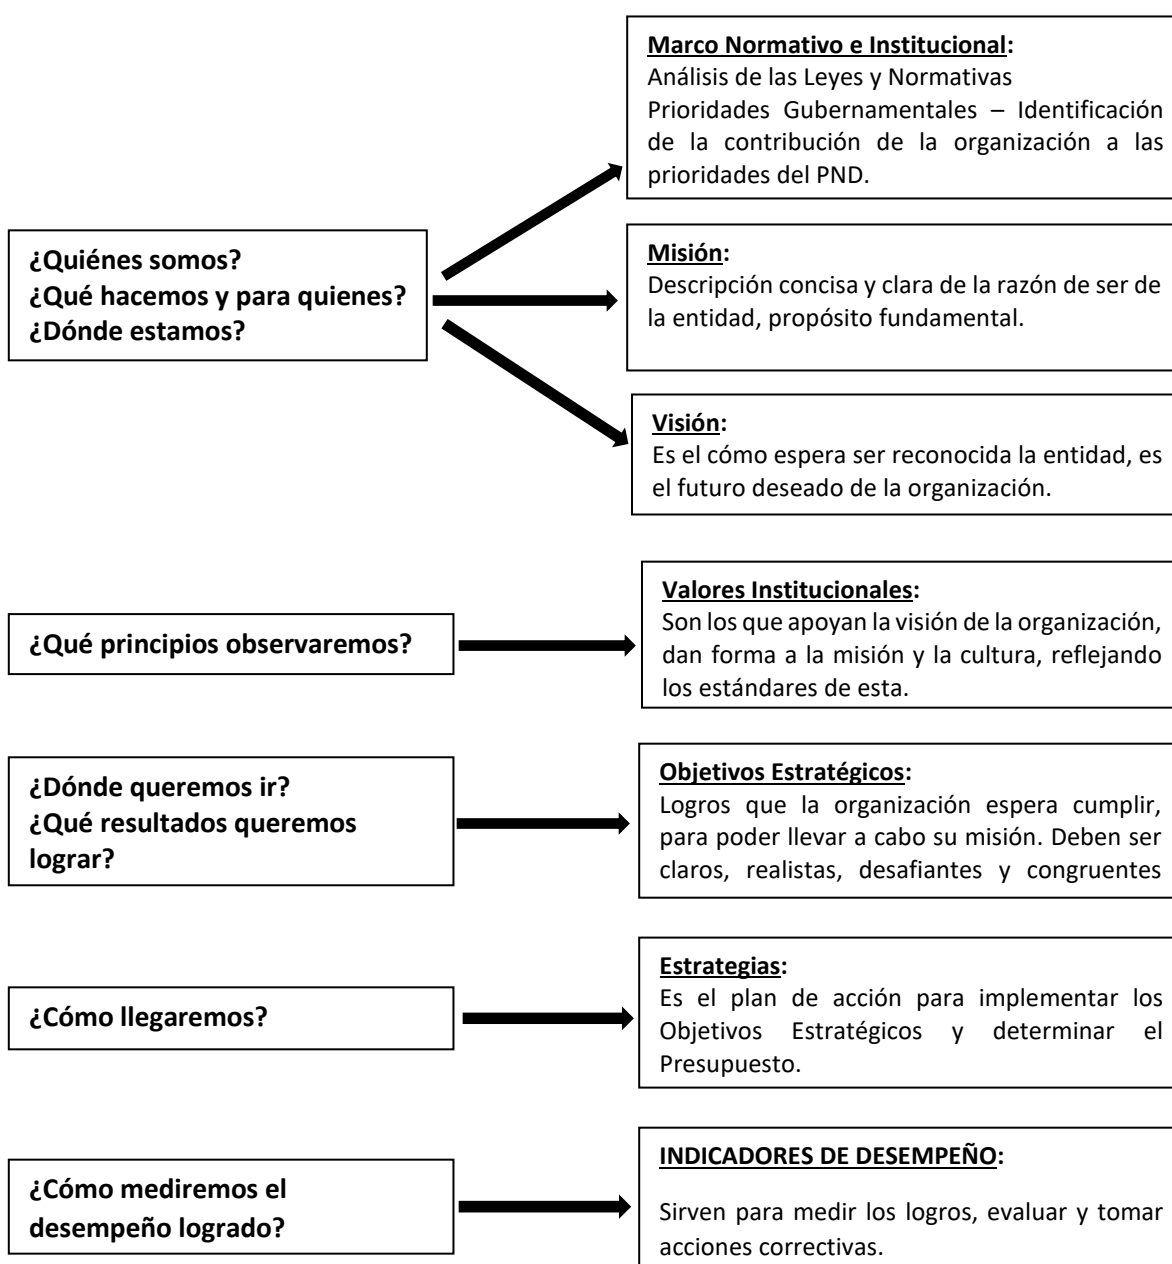 Marco Normativo e Institucional:
Análisis de las Leyes y Normativas
Prioridades Gubernamentales – Identificación
de la contribución de la organización a las
prioridades del PND.
¿Quiénes somos?
¿Qué hacemos y para quienes?
¿Dónde estamos?
Misión:
Descripción concisa y clara de la razón de ser de
la entidad, propósito fundamental.
Visión:
Es el cómo espera ser reconocida la entidad, es
el futuro deseado de la organización.
¿Qué principios observaremos?
Valores Institucionales:
Son los que apoyan la visión de la organización,
dan forma a la misión y la cultura, reflejando
los estándares de esta.
¿Dónde queremos ir?
¿Qué resultados queremos
lograr?
Objetivos Estratégicos:
Logros que la organización espera cumplir,
para poder llevar a cabo su misión. Deben ser
claros, realistas, desafiantes y congruentes
¿Cómo llegaremos?
Estrategias:
Es el plan de acción para implementar los
Objetivos Estratégicos y determinar el
Presupuesto.
¿Cómo mediremos el
desempeño logrado?
INDICADORES DE DESEMPEÑO:
Sirven para medir los logros, evaluar y tomar
acciones correctivas.